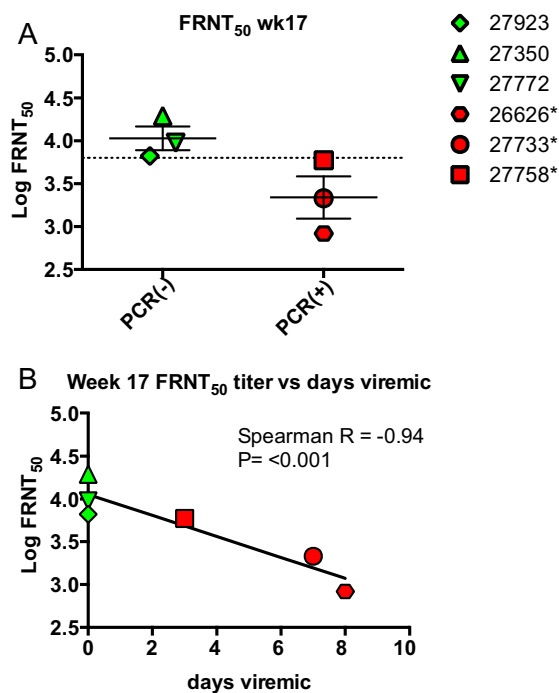 A
FRNT50 wk17
Log FRNT50
5.0
4.5
4.0
3.5
3.0
2.5
PCR(-)
PCR(+)
27923
27350
27772
26626*
27733*
27758*
B
Week 17 FRNT50 titer vs days viremic
Log FRNT50
5.0
4.5
4.0
3.5
3.0
2.5
Spearman R = -0.94
P= <0.001
0 2 4 6 8 10
days viremic